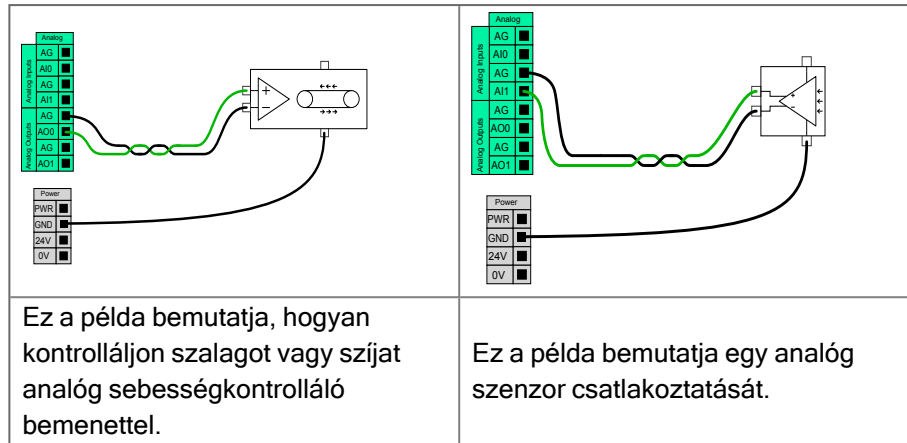 Analog
Analog Inputs
AG
AI0
AG
AI1
Analog Outputs
AG
AO0
AG
AO1
Power
PWR
GND
24V
0V
+
−
Analog
Analog Inputs
AG
AI0
AG
AI1
Analog Outputs
AG
AO0
AG
AO1
Power
PWR
GND
24V
0V
+
−
Ez a példa bemutatja, hogyan
kontrolláljon szalagot vagy szíjat
analóg sebességkontrolláló
bemenettel.
Ez a példa bemutatja egy analóg
szenzor csatlakoztatását.